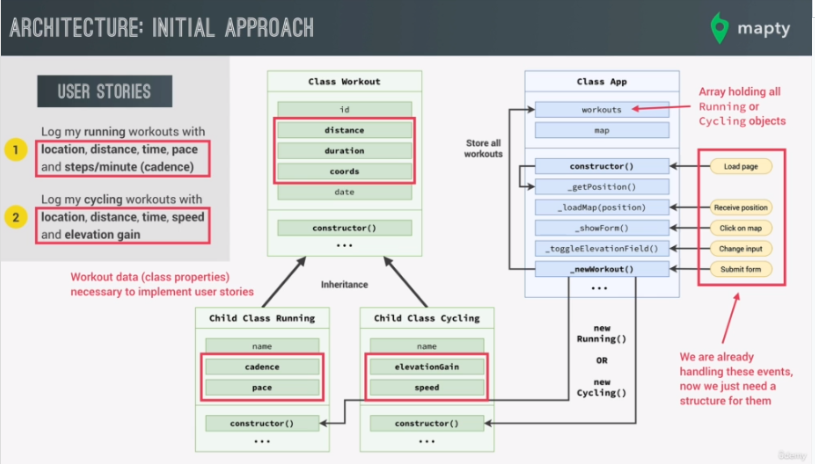 ARCHITECTURE: INITIAL APPROACH
mapty
USER STORIES
1
Log my running workouts with
location, distance, time, pace
and steps/minute (cadence)
2
Log my cycling workouts with
location, distance, time, speed
and elevation gain
Class Workout
id
distance
duration
coords
date
constructor()
...
Workout data (class properties)
necessary to implement user stories
Inheritance
Child Class Running
name
cadence
pace
constructor()
...
Child Class Cycling
name
elevationGain
speed
constructor()
...
Class App
workouts
map
constructor()
_getPosition()
_loadMap(position)
_showForm()
_toggleElevationField()
_newWorkout()
...
Store all
workouts
Array holding all
Running or
Cycling objects
Load page
Receive position
Click on map
Change input
Submit form
new
Running()
OR
new
Cycling()
We are already
handling these events,
now we just need a
structure for them
Udemy